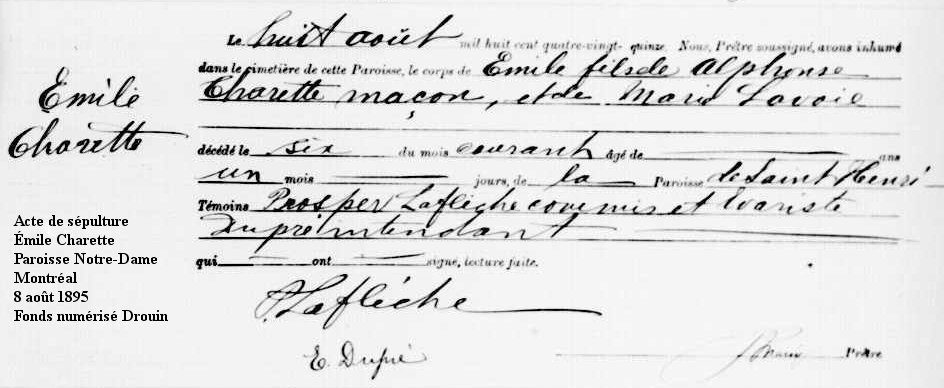 Le huit août mil huit cent quatre-vingt-quinze. Nous, Prêtre soussigné, avons inhumé
dans le cimetière de cette Paroisse, le corps de Emile fils de Alphonse
Charette maçon, et de Marie Lavoie
Emile
Charette
décédé le six du mois courant âgé de ans
un mois jours, de la Paroisse de Saint Henri
Témoins Prosper Laflèche commis et Evariste
Dupré intendant
qui ont signé, lecture faite.
P. Laflèche
E. Dupré
Prêtre
Acte de sépulture
Émile Charette
Paroisse Notre-Dame
Montréal
8 août 1895
Fonds numérisé Drouin